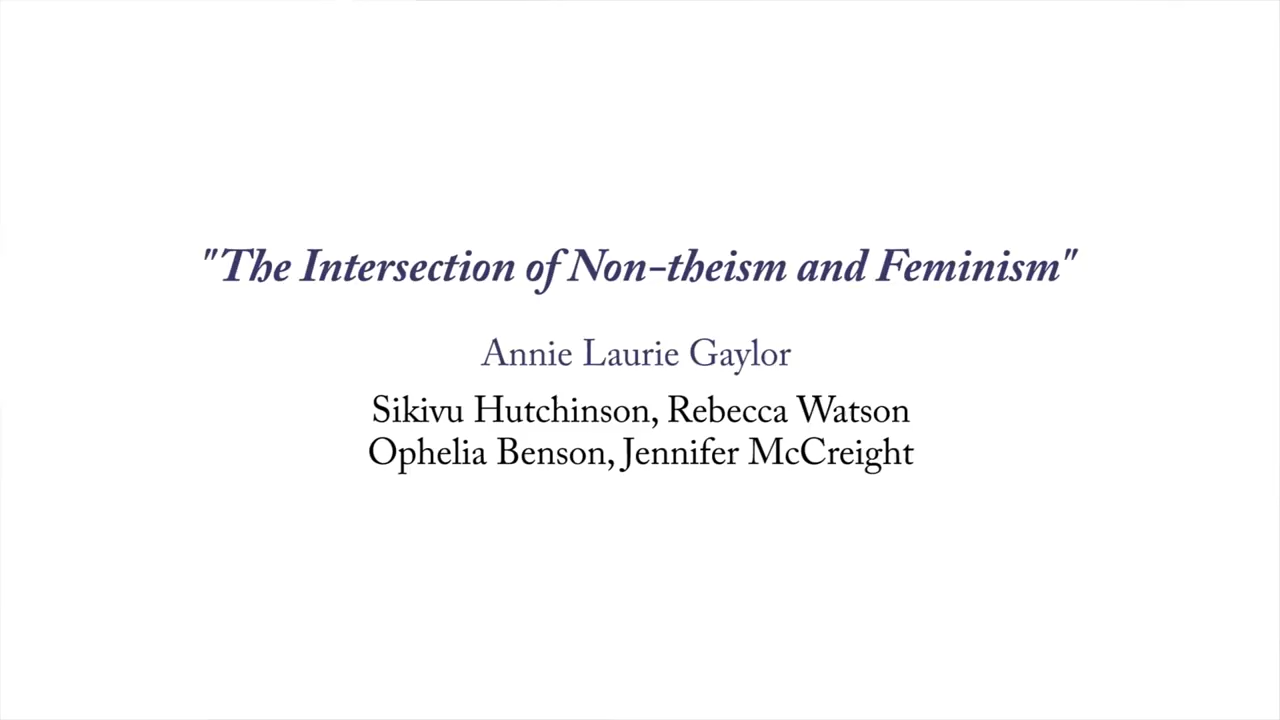 "The Intersection of Non-theism and Feminism"
Annie Laurie Gaylor
Sikivu Hutchinson, Rebecca Watson
Ophelia Benson, Jennifer McCreight